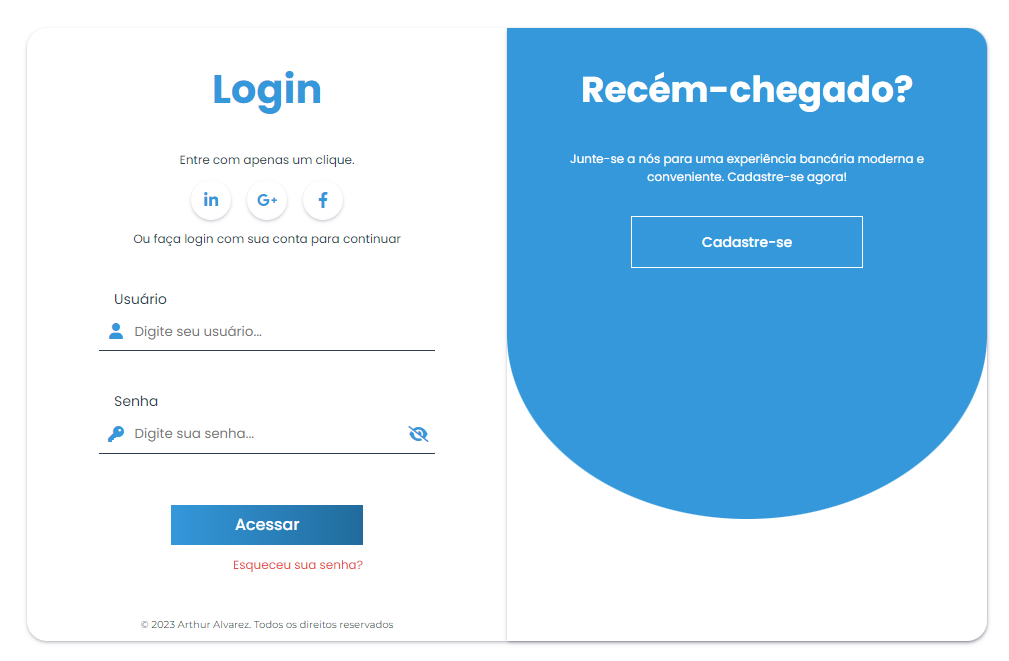 Login
Entre com apenas um clique.
in
G+
f
Ou faça login com sua conta para continuar
Usuário
Digite seu usuário...
Senha
Digite sua senha...
Acessar
Esqueceu sua senha?
© 2023 Arthur Alvarez. Todos os direitos reservados
Recém-chegado?
Junte-se a nós para uma experiência bancária moderna e
conveniente. Cadastre-se agora!
Cadastre-se